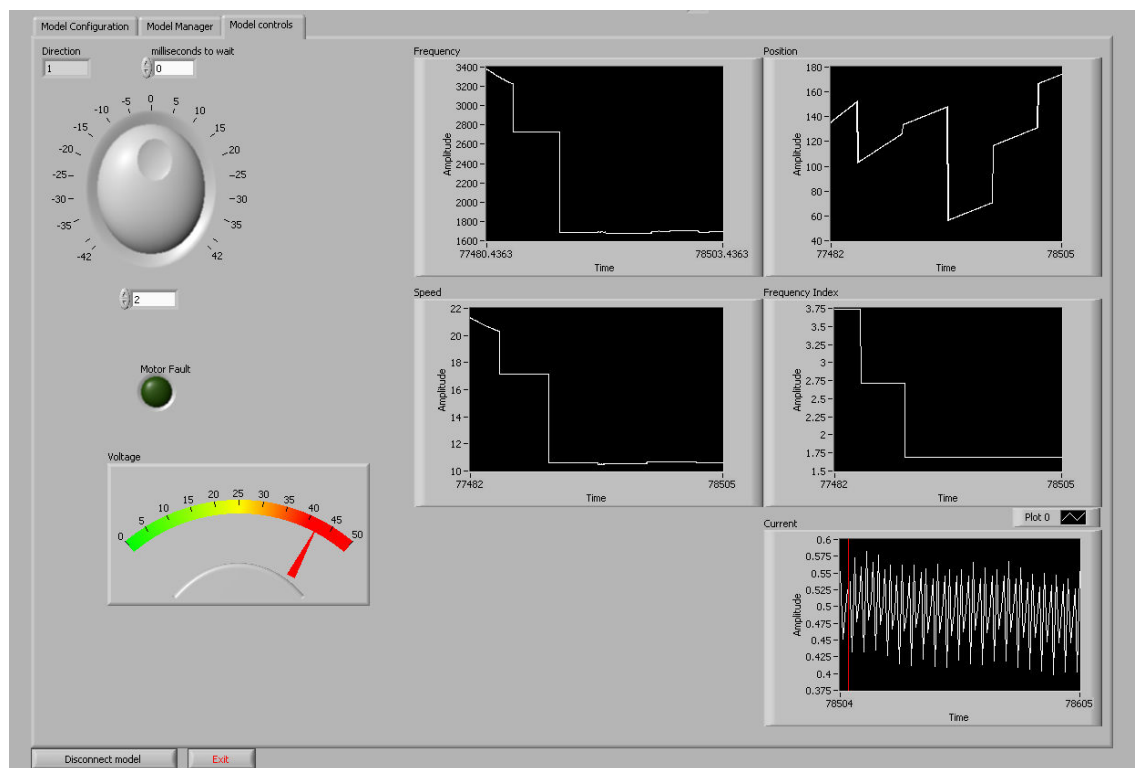 Model Configuration Model Manager Model controls
Direction milliseconds to wait
1 0
-42 -35 -30 -25 -20 -15 -10 -5 0 5 10 15 20 25 30 35 42
2
Motor Fault
Voltage
0 5 10 15 20 25 30 35 40 45 50
Frequency
Amplitude
3400
3200
3000
2800
2600
2400
2200
2000
1800
1600
77480.4363 78503.4363
Time
Position
Amplitude
180
160
140
120
100
80
60
40
77482 78505
Time
Speed
Amplitude
22
20
18
16
14
12
10
77482 78505
Time
Frequency Index
Amplitude
3.75
3.5
3.25
3
2.75
2.5
2.25
2
1.75
1.5
77482 78505
Time
Current
Plot 0
Amplitude
0.6
0.575
0.55
0.525
0.5
0.475
0.45
0.425
0.4
0.375
78504 78605
Time
Disconnect model Exit